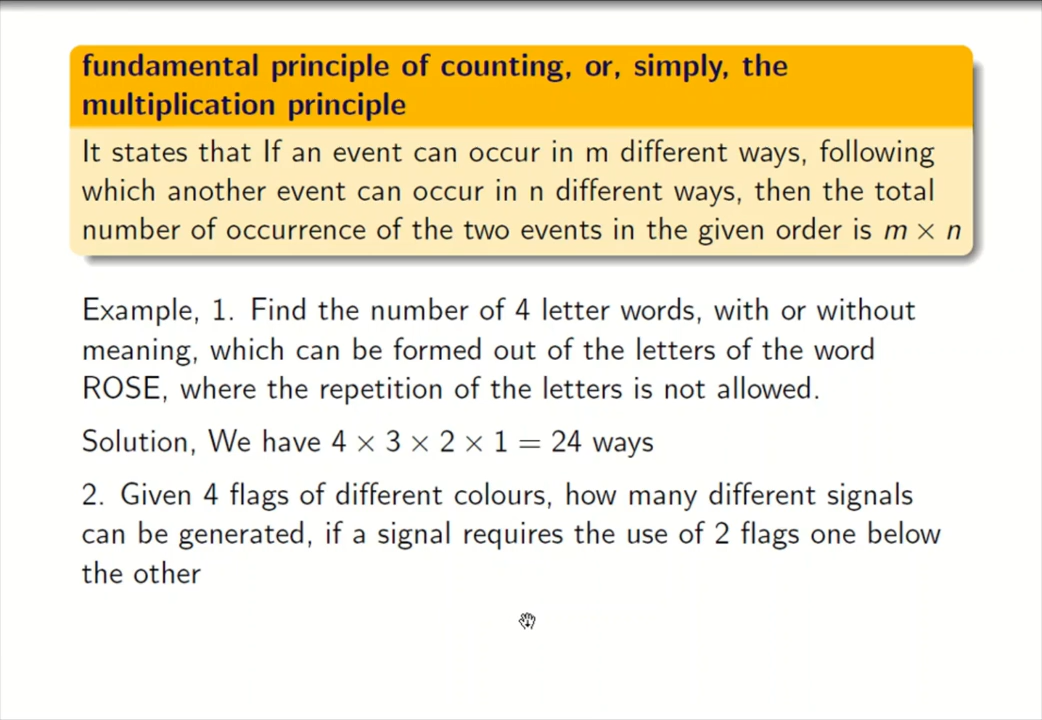 fundamental principle of counting, or, simply, the
multiplication principle
It states that If an event can occur in m different ways, following
which another event can occur in n different ways, then the total
number of occurrence of the two events in the given order is m × n
Example, 1. Find the number of 4 letter words, with or without
meaning, which can be formed out of the letters of the word
ROSE, where the repetition of the letters is not allowed.
Solution, We have 4 × 3 × 2 × 1 = 24 ways
2. Given 4 flags of different colours, how many different signals
can be generated, if a signal requires the use of 2 flags one below
the other